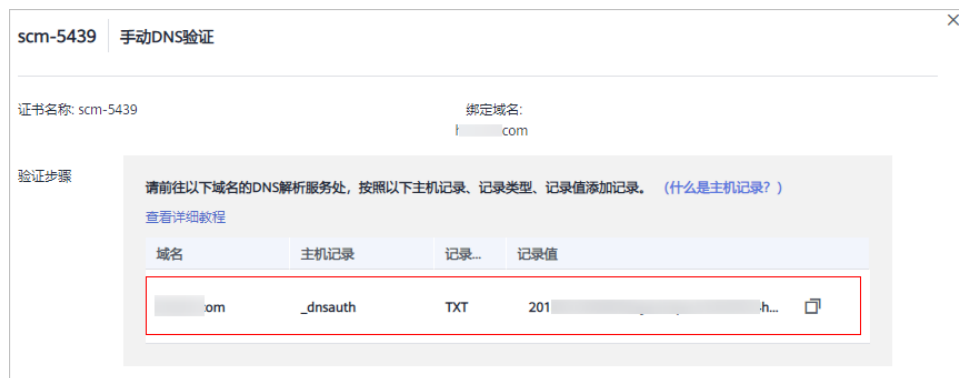 scm-5439 手动DNS验证
证书名称: scm-5439
绑定域名:
h com
验证步骤
请前往以下域名的DNS解析服务处，按照以下主机记录、记录类型、记录值添加记录。 （什么是主机记录？）
查看详细教程
域名 主机记录 记录... 记录值
com _dnsauth TXT 201 h...